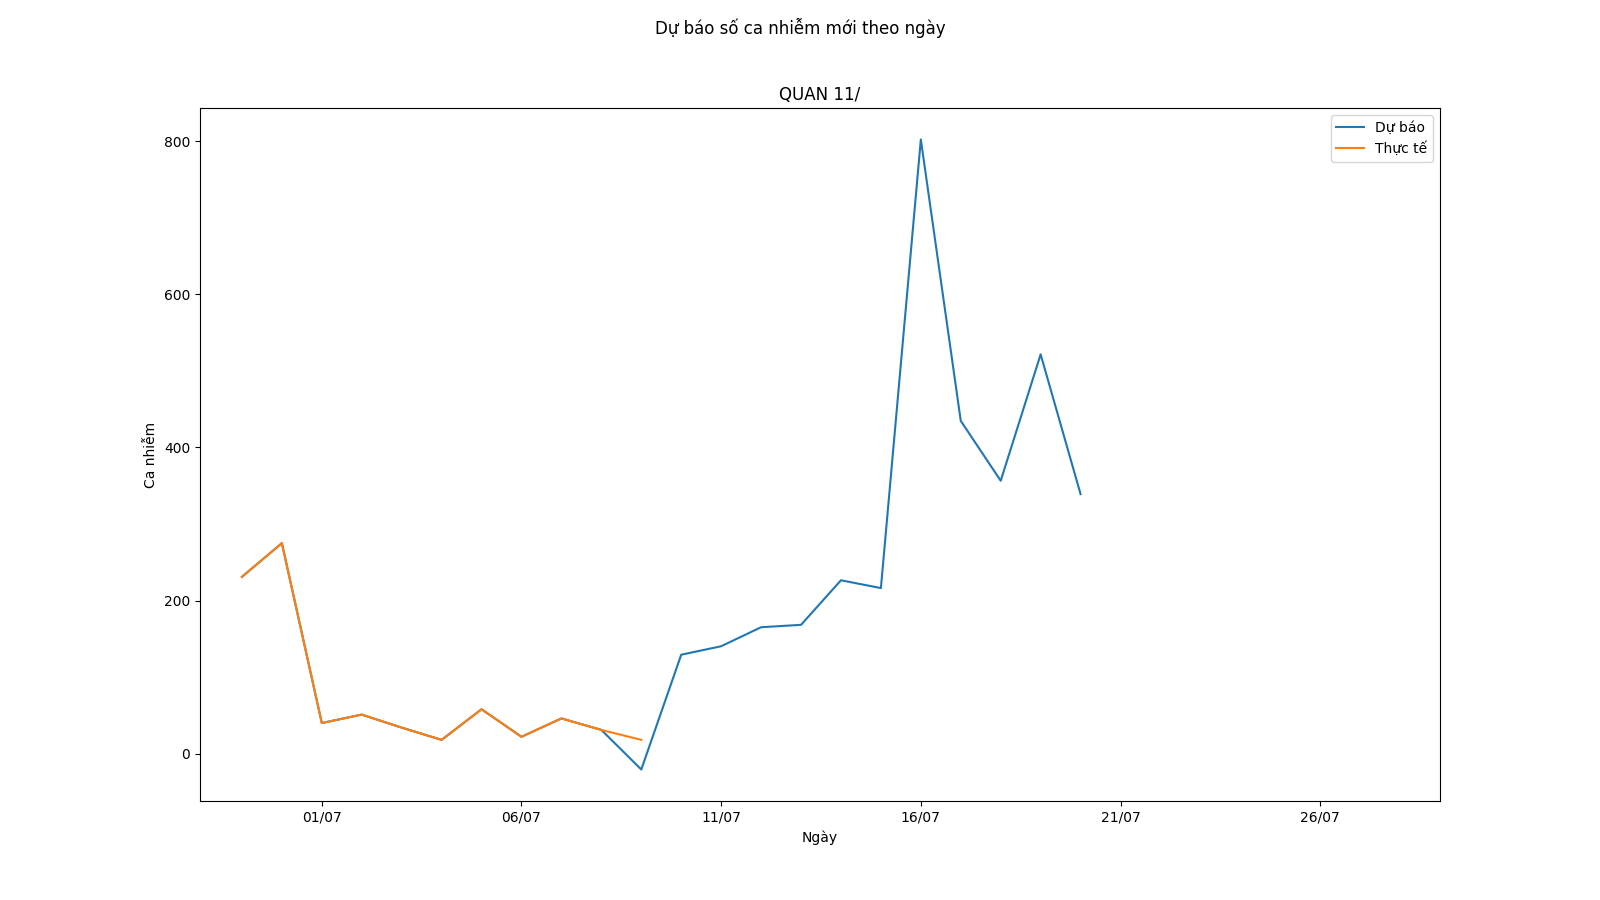 Dự báo số ca nhiễm mới theo ngày
QUAN 11/
Dự báo
Thực tế
800
600
400
200
0
Ca nhiễm
01/07
06/07
11/07
16/07
21/07
26/07
Ngày